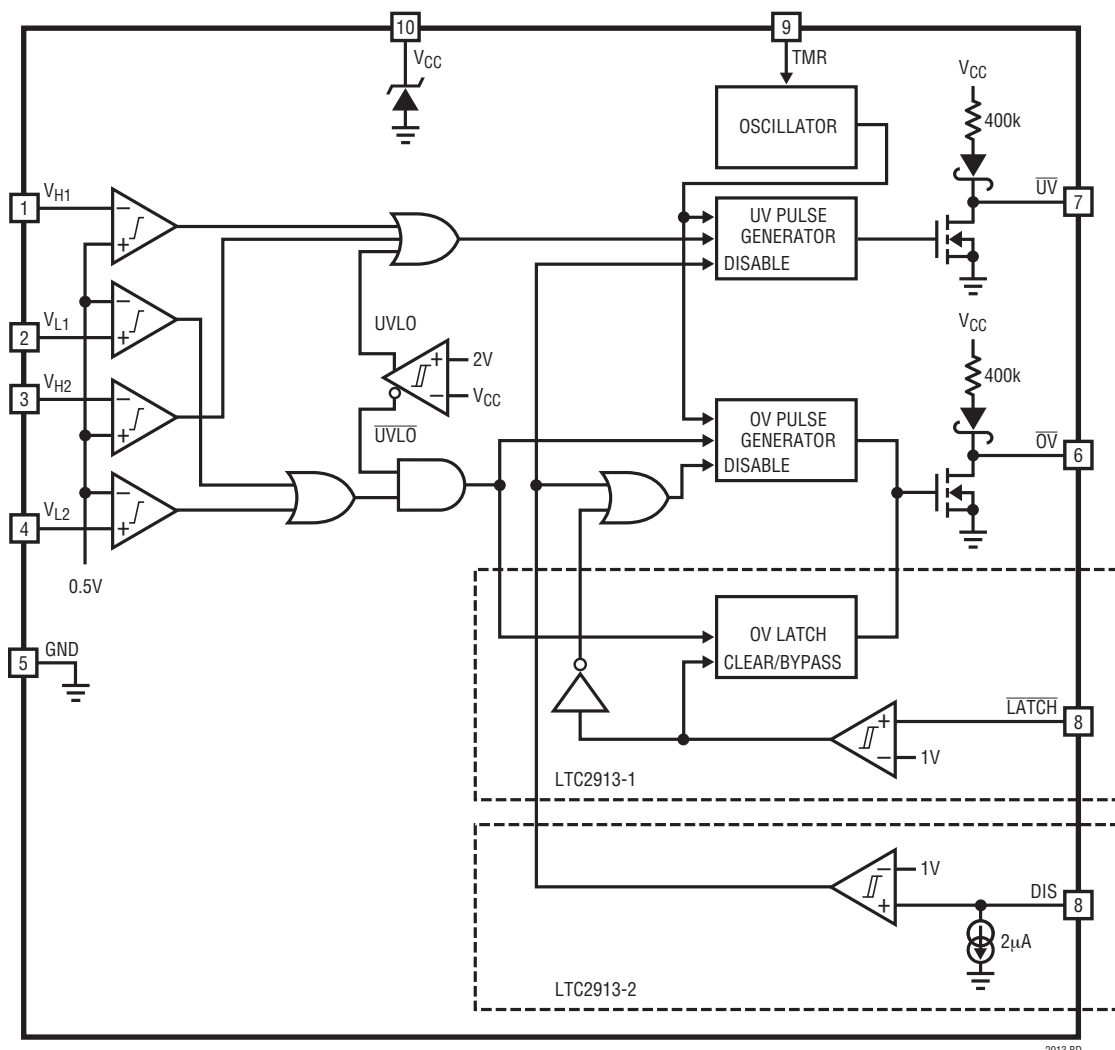 10
9
VCC
TMR
OSCILLATOR
VCC
400k
1
VH1
−
+
UV PULSE
GENERATOR
DISABLE
UV
7
2
VL1
−
+
UVLO
+
2V
−
VCC
UVLO
VCC
400k
3
VH2
−
+
OV PULSE
GENERATOR
DISABLE
OV
6
4
VL2
−
+
0.5V
5
GND
OV LATCH
CLEAR/BYPASS
LATCH
8
+
−
1V
LTC2913-1
−
1V
+
DIS
8
2µA
LTC2913-2
2913 BD